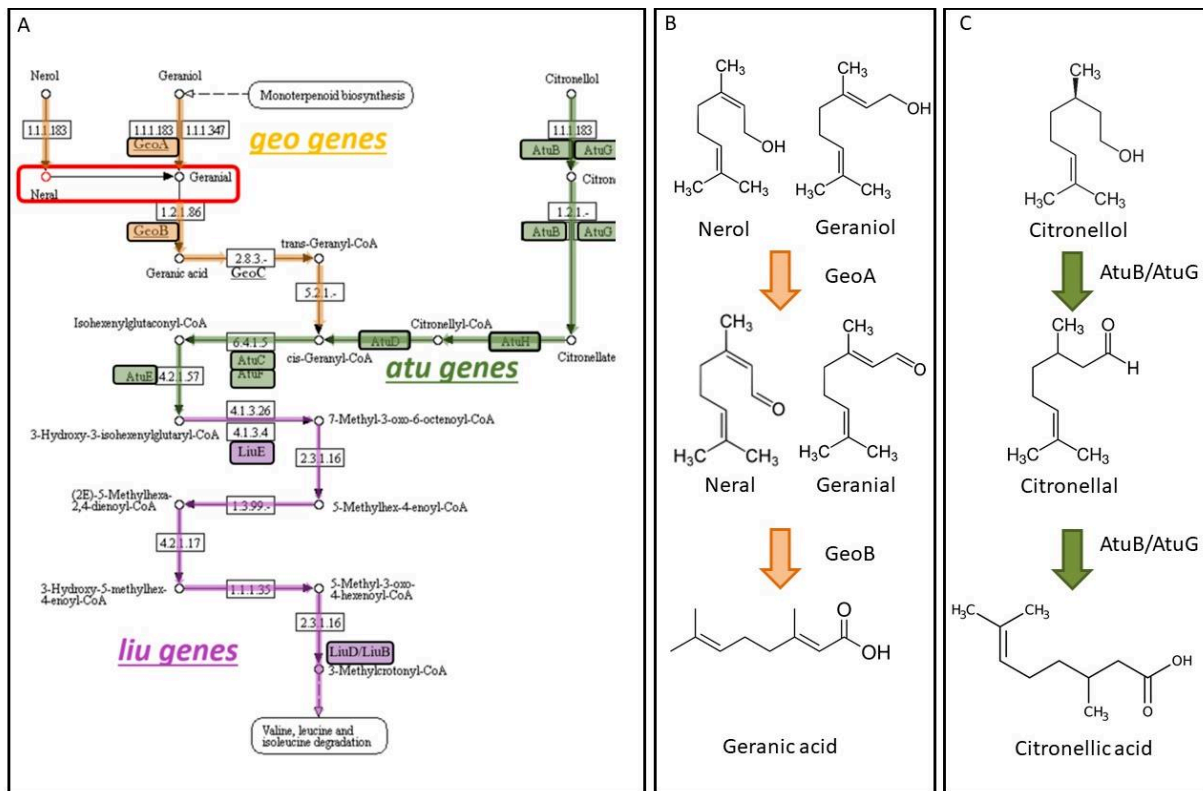 A
Nerol
Geraniol
Citronellol
Monoterpenoid biosynthesis
1.1.1.183
1.1.1.183
1.1.1.347
1.1.1.183
GeoA
geo genes
AtuB
AtuG
Neral
Geranial
Citron
1.2.1.86
1.2.1.-
GeoB
AtuB
AtuG
trans-Geranyl-CoA
Geranic acid
2.8.3.-
GeoC
5.2.1.-
Isohexenylglutaconyl-CoA
Citronellyl-CoA
6.4.1.5
AtuD
AtuH
cis-Geranyl-CoA
Citronellate
AtuC
AtuF
atu genes
AtuE
4.2.1.57
4.1.3.26
3-Hydroxy-3-isohexenylglutaryl-CoA
4.1.3.4
7-Methyl-3-oxo-6-octenoyl-CoA
LiuE
2.3.1.16
(2E)-5-Methylhexa-
2,4-dienoyl-CoA
1.3.99.-
5-Methylhex-4-enoyl-CoA
4.2.1.17
3-Hydroxy-5-methylhex-
4-enoyl-CoA
1.1.1.35
5-Methyl-3-oxo-
4-hexenoyl-CoA
2.3.1.16
liu genes
LiuD/LiuB
3-Methylcrotonyl-CoA
Valine, leucine and
isoleucine degradation
B
CH3
CH3
OH
OH
H3C
CH3
H3C
CH3
Nerol
Geraniol
GeoA
CH3
CH3
O
O
H3C
CH3
H3C
CH3
Neral
Geranial
GeoB
O
OH
Geranic acid
C
CH3
OH
H3C
CH3
Citronellol
AtuB/AtuG
CH3
O
H
H3C
CH3
Citronellal
AtuB/AtuG
H3C
CH3
OH
CH3
O
Citronellic acid